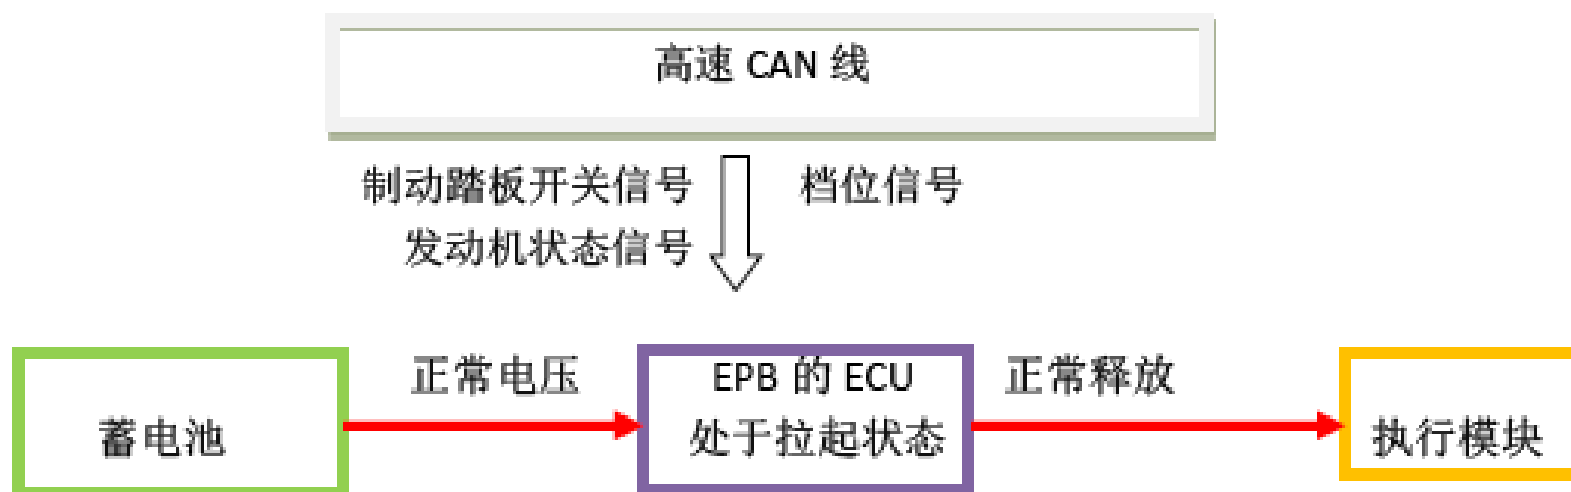 高速 CAN 线
制动踏板开关信号
档位信号
发动机状态信号
正常电压
EPB 的 ECU
正常释放
蓄电池
处于拉起状态
执行模块